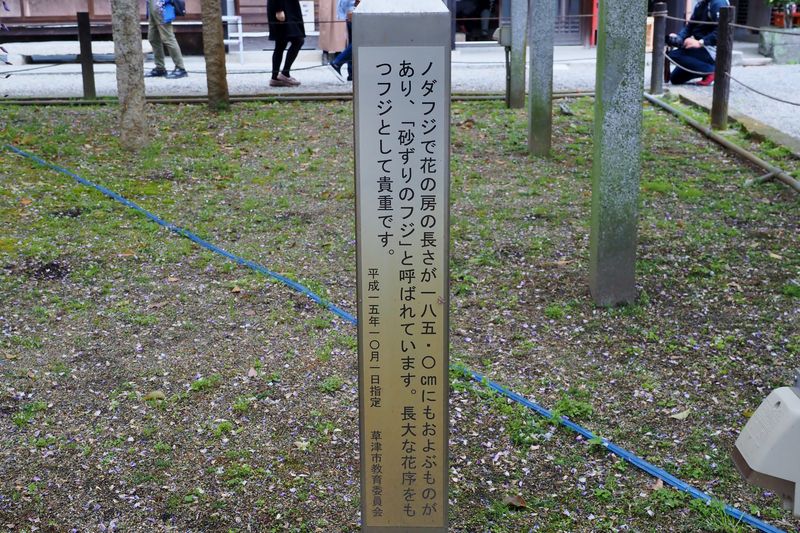 ノダフジで花の房の長さが一八五・〇㎝にもおよぶものが
あり、「砂ずりのフジ」と呼ばれています。長大な花序をも
つフジとして貴重です。
平成一五年一〇月一日指定
草津市教育委員会